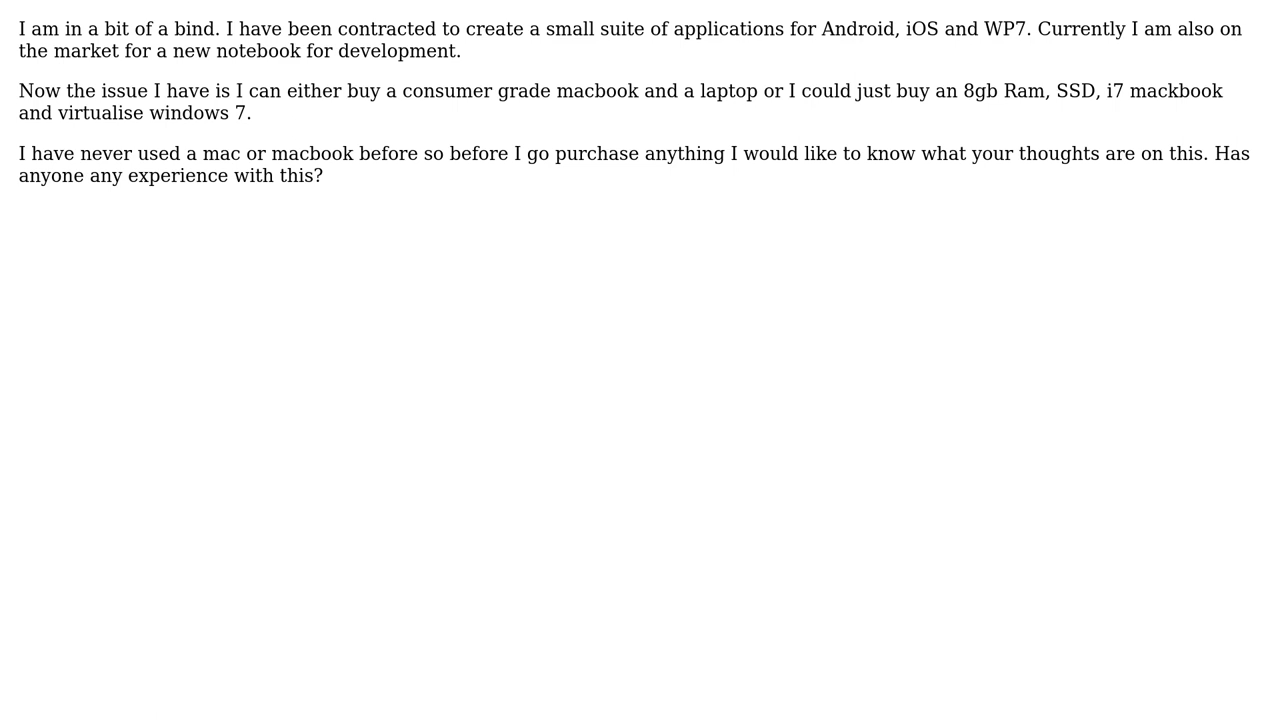 I am in a bit of a bind. I have been contracted to create a small suite of applications for Android, iOS and WP7. Currently I am also on
the market for a new notebook for development.
Now the issue I have is I can either buy a consumer grade macbook and a laptop or I could just buy an 8gb Ram, SSD, i7 mackbook
and virtualise windows 7.
I have never used a mac or macbook before so before I go purchase anything I would like to know what your thoughts are on this. Has
anyone any experience with this?